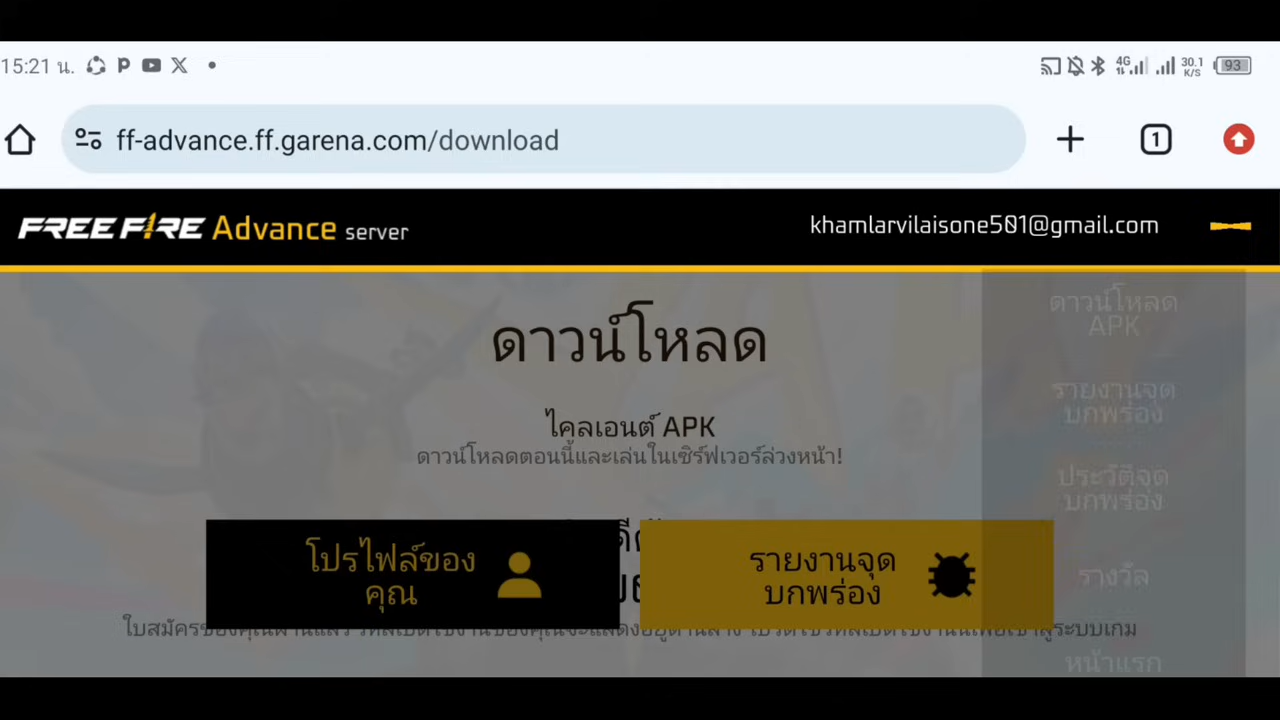 15:21 น.
4G 30.1 K/S 93
ff-advance.ff.garena.com/download
1
FREE FIRE Advance server
khamlarvilaisone501@gmail.com
ดาวน์โหลด
ไคลเอนต์ APK
ดาวน์โหลดตอนนี้และเล่นในเซิร์ฟเวอร์ล่วงหน้า!
โปรไฟล์ของ
คุณ
รายงานจุด
บกพร่อง
ดาวน์โหลด
APK
รายงานจุด
บกพร่อง
ประวัติจุด
บกพร่อง
รางวัล
หน้าแรก